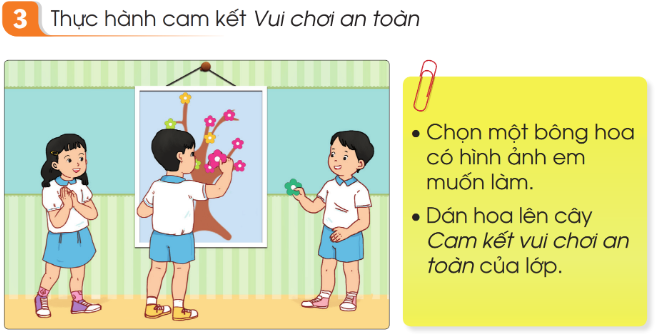 3 Thực hành cam kết Vui chơi an toàn
• Chọn một bông hoa
có hình ảnh em
muốn làm.
• Dán hoa lên cây
Cam kết vui chơi an
toàn của lớp.